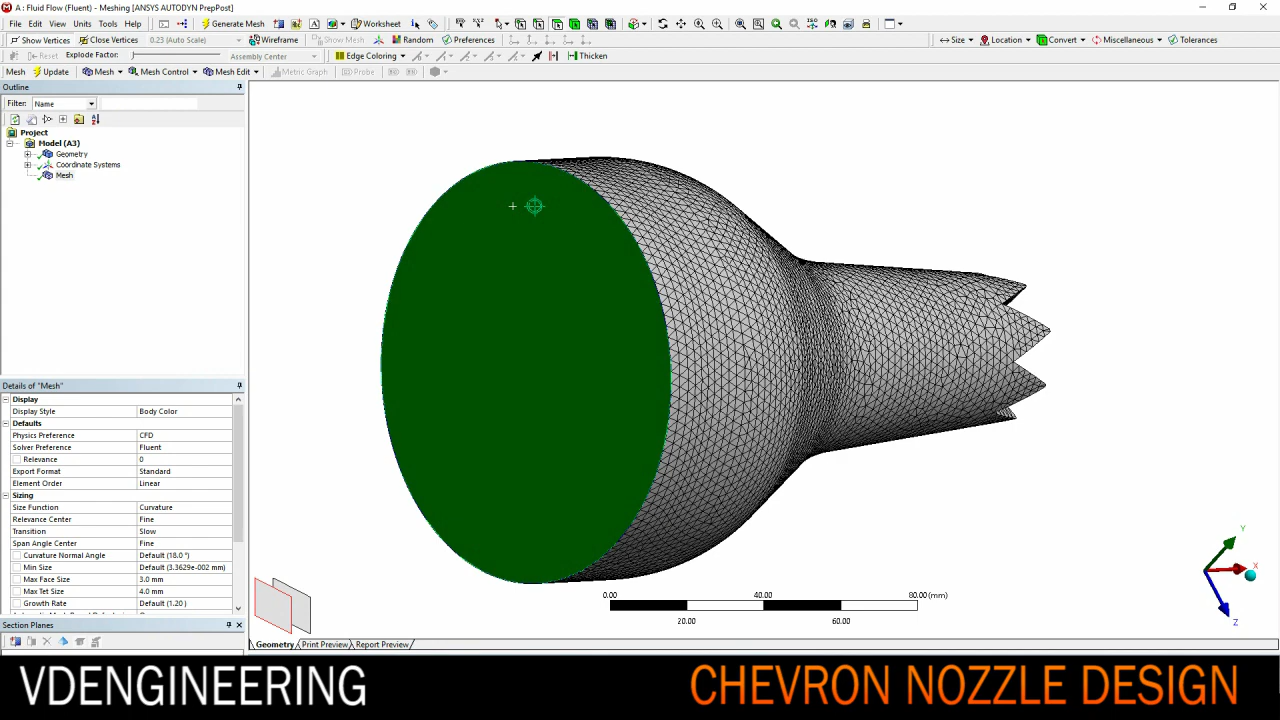 A : Fluid Flow (Fluent) - Meshing [ANSYS AUTODYN PrepPost]
File Edit View Units Tools Help Generate Mesh Worksheet
Show Vertices Close Vertices 0.23 (Auto Scale) Wireframe Show Mesh Random Preferences Size Location Convert Miscellaneous Tolerances
Reset Explode Factor: Assembly Center Edge Coloring Thicken
Mesh Update Mesh Mesh Control Mesh Edit Metric Graph Probe
Outline
Filter: Name
Project
Model (A3)
Geometry
Coordinate Systems
Mesh
Details of "Mesh"
Display
Display Style Body Color
Defaults
Physics Preference CFD
Solver Preference Fluent
Relevance 0
Export Format Standard
Element Order Linear
Sizing
Size Function Curvature
Relevance Center Fine
Transition Slow
Span Angle Center Fine
Curvature Normal Angle Default (18.0 °)
Min Size Default (3.3629e-002 mm)
Max Face Size 3.0 mm
Max Tet Size 4.0 mm
Growth Rate Default (1.20 )
Section Planes
0.00 40.00 80.00 (mm)
20.00 60.00
Y
X
Z
Geometry Print Preview Report Preview
VDENGINEERING
CHEVRON NOZZLE DESIGN